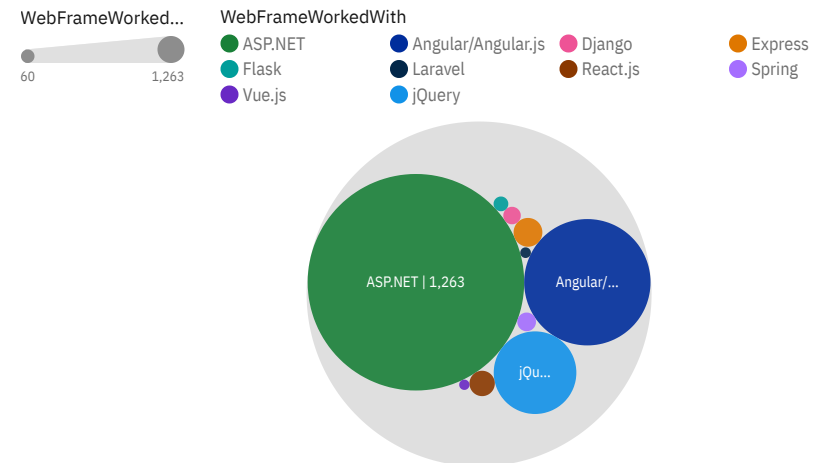 WebFrameWorked...
60 1,263
WebFrameWorkedWith
ASP.NET Angular/Angular.js Django Express
Flask Laravel React.js Spring
Vue.js jQuery
ASP.NET | 1,263
Angular/...
jQu...